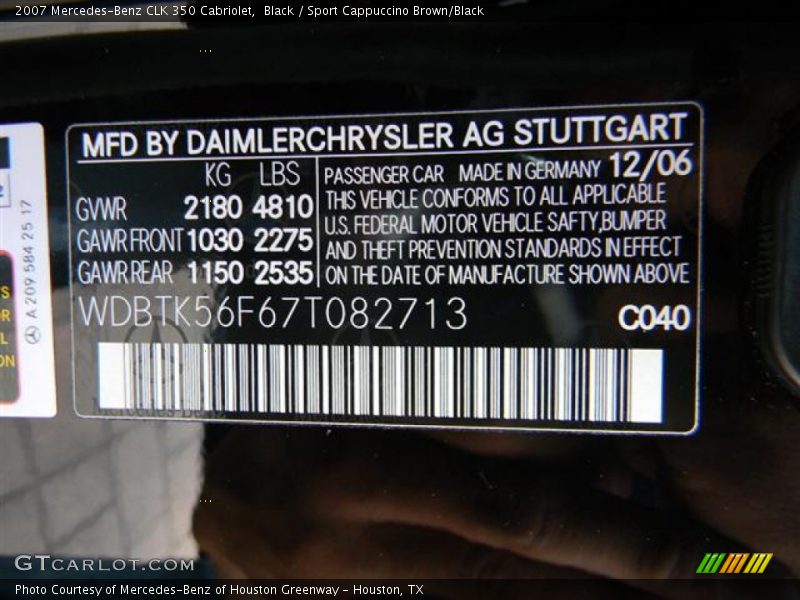 2007 Mercedes-Benz CLK 350 Cabriolet,  Black / Sport Cappuccino Brown/Black
MFD BY DAIMLERCHRYSLER AG STUTTGART
KG LBS
GVWR 2180 4810
GAWR FRONT 1030 2275
GAWR REAR 1150 2535
PASSENGER CAR MADE IN GERMANY 12/06
THIS VEHICLE CONFORMS TO ALL APPLICABLE
U.S. FEDERAL MOTOR VEHICLE SAFTY,BUMPER
AND THEFT PREVENTION STANDARDS IN EFFECT
ON THE DATE OF MANUFACTURE SHOWN ABOVE
WDBTK56F67T082713
C040
A 209 584 25 17
GTCARLOT.COM
Photo Courtesy of Mercedes-Benz of Houston Greenway - Houston, TX